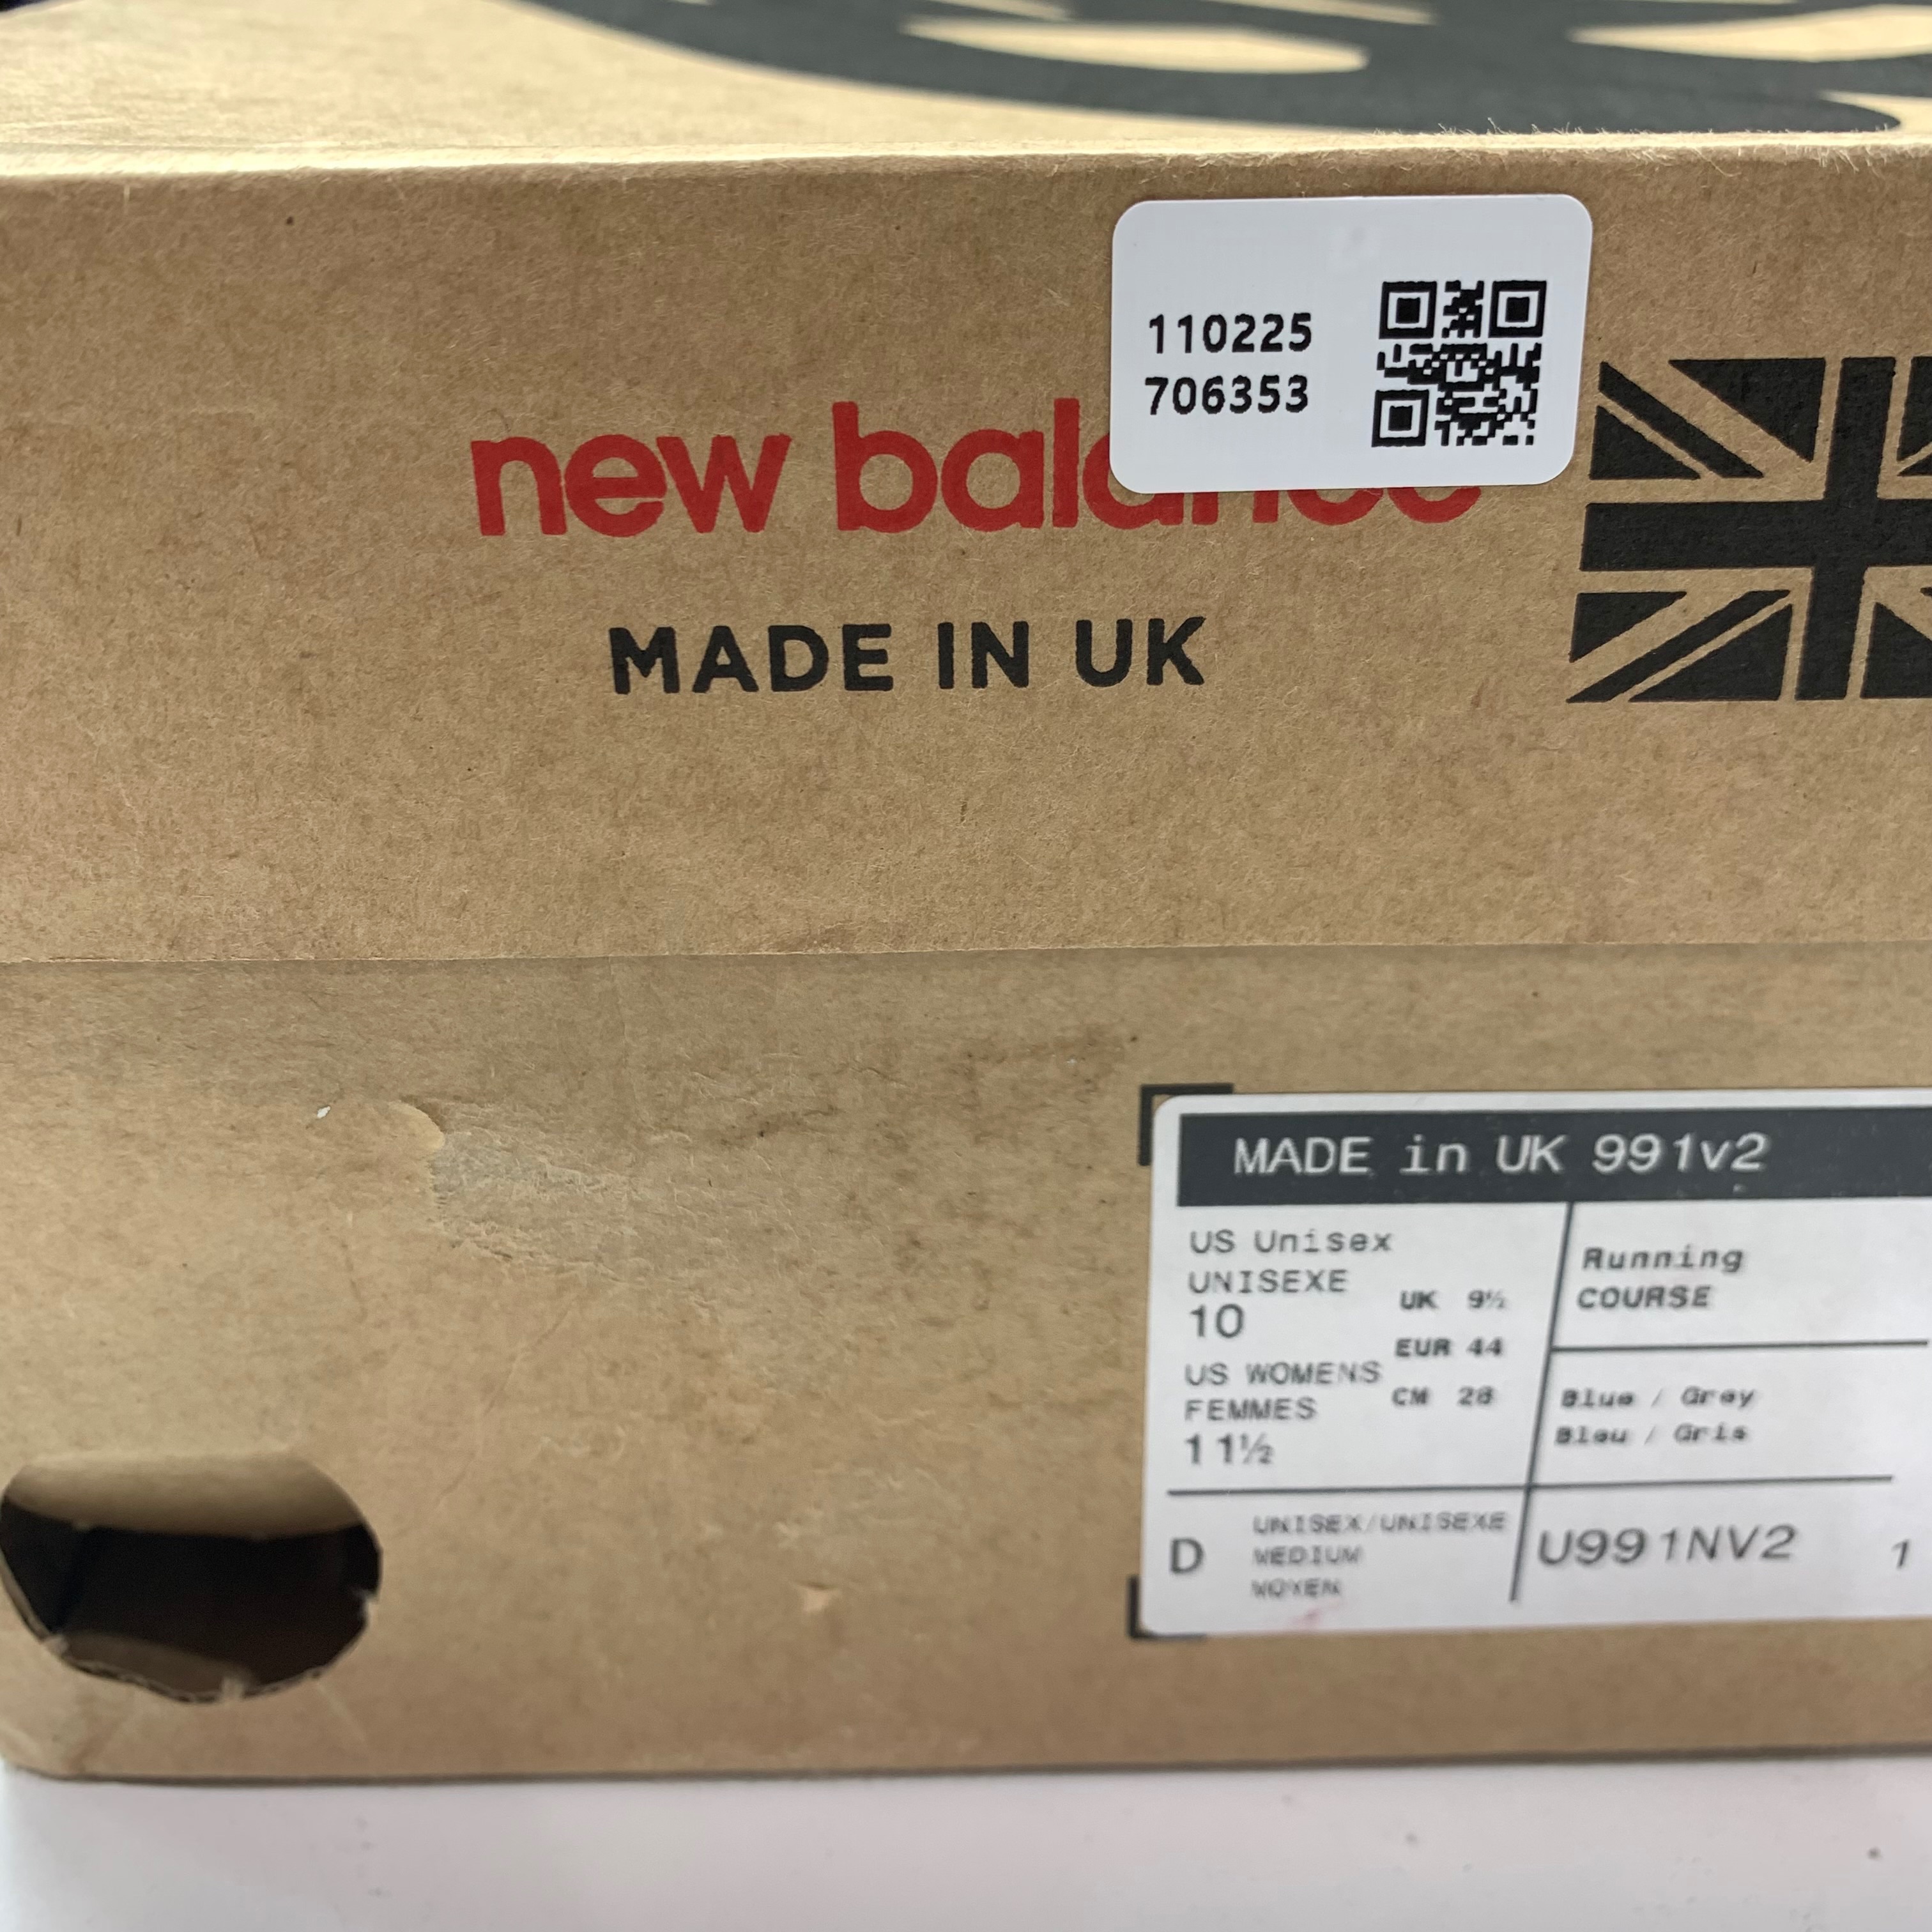 110225
706353
new balance
MADE IN UK
MADE in UK 991v2
US Unisex
UNISEXE
10
US WOMENS
FEMMES
11½
UK 9½
EUR 44
CM 28
Running
COURSE
Blue / Grey
Bleu / Gris
D
UNISEX/UNISEXE
MEDIUM
MOYEN
U991NV2 1